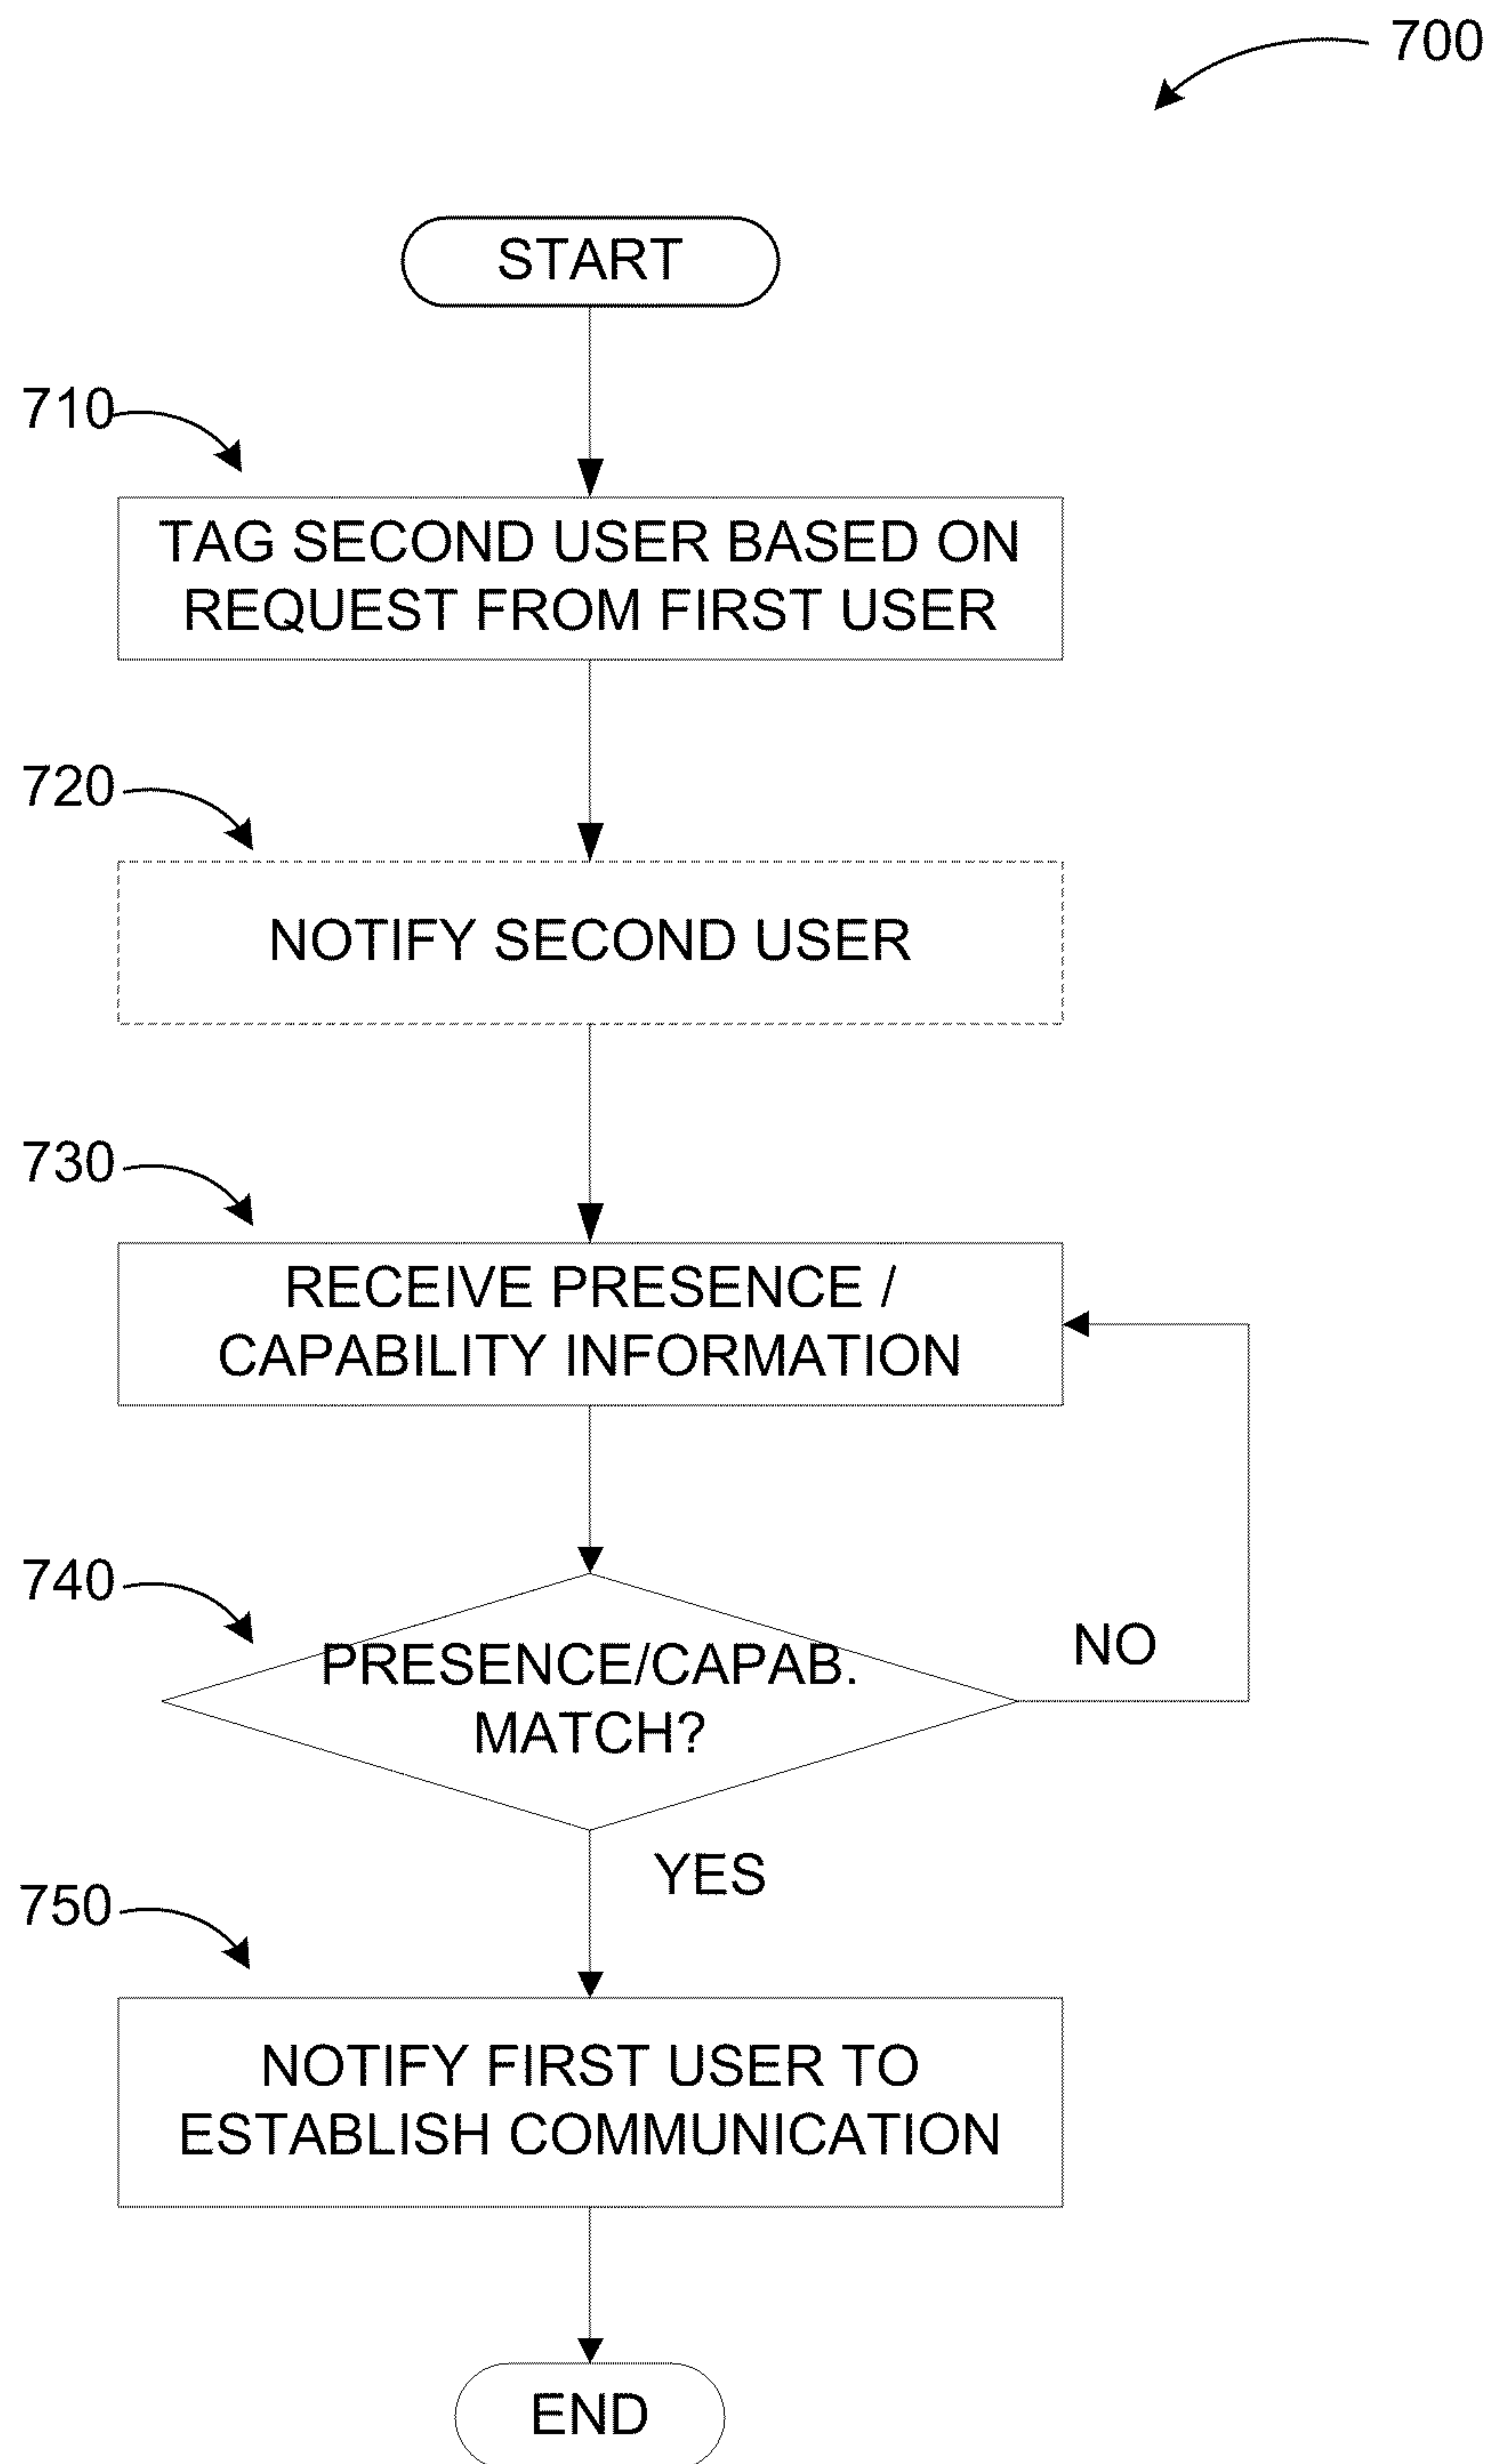 700
START
710
TAG SECOND USER BASED ON
REQUEST FROM FIRST USER
720
NOTIFY SECOND USER
730
RECEIVE PRESENCE /
CAPABILITY INFORMATION
740
PRESENCE/CAPAB.
MATCH?
NO
YES
750
NOTIFY FIRST USER TO
ESTABLISH COMMUNICATION
END